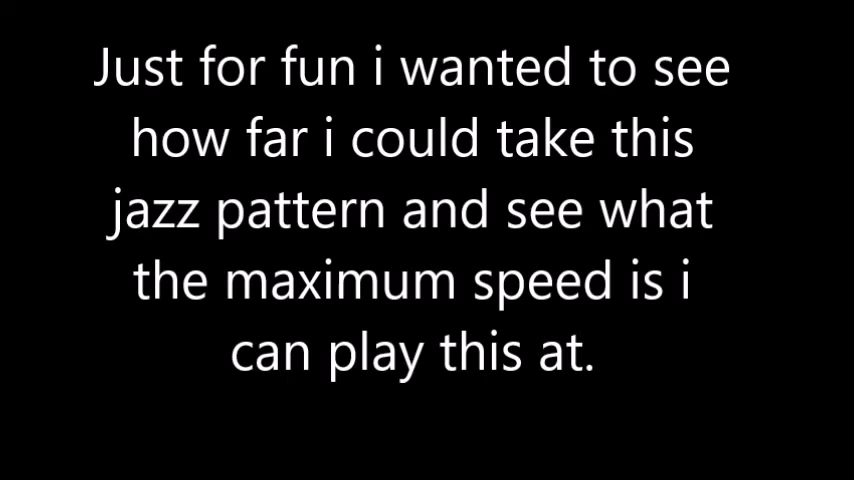 Just for fun i wanted to see
how far i could take this
jazz pattern and see what
the maximum speed is i
can play this at.